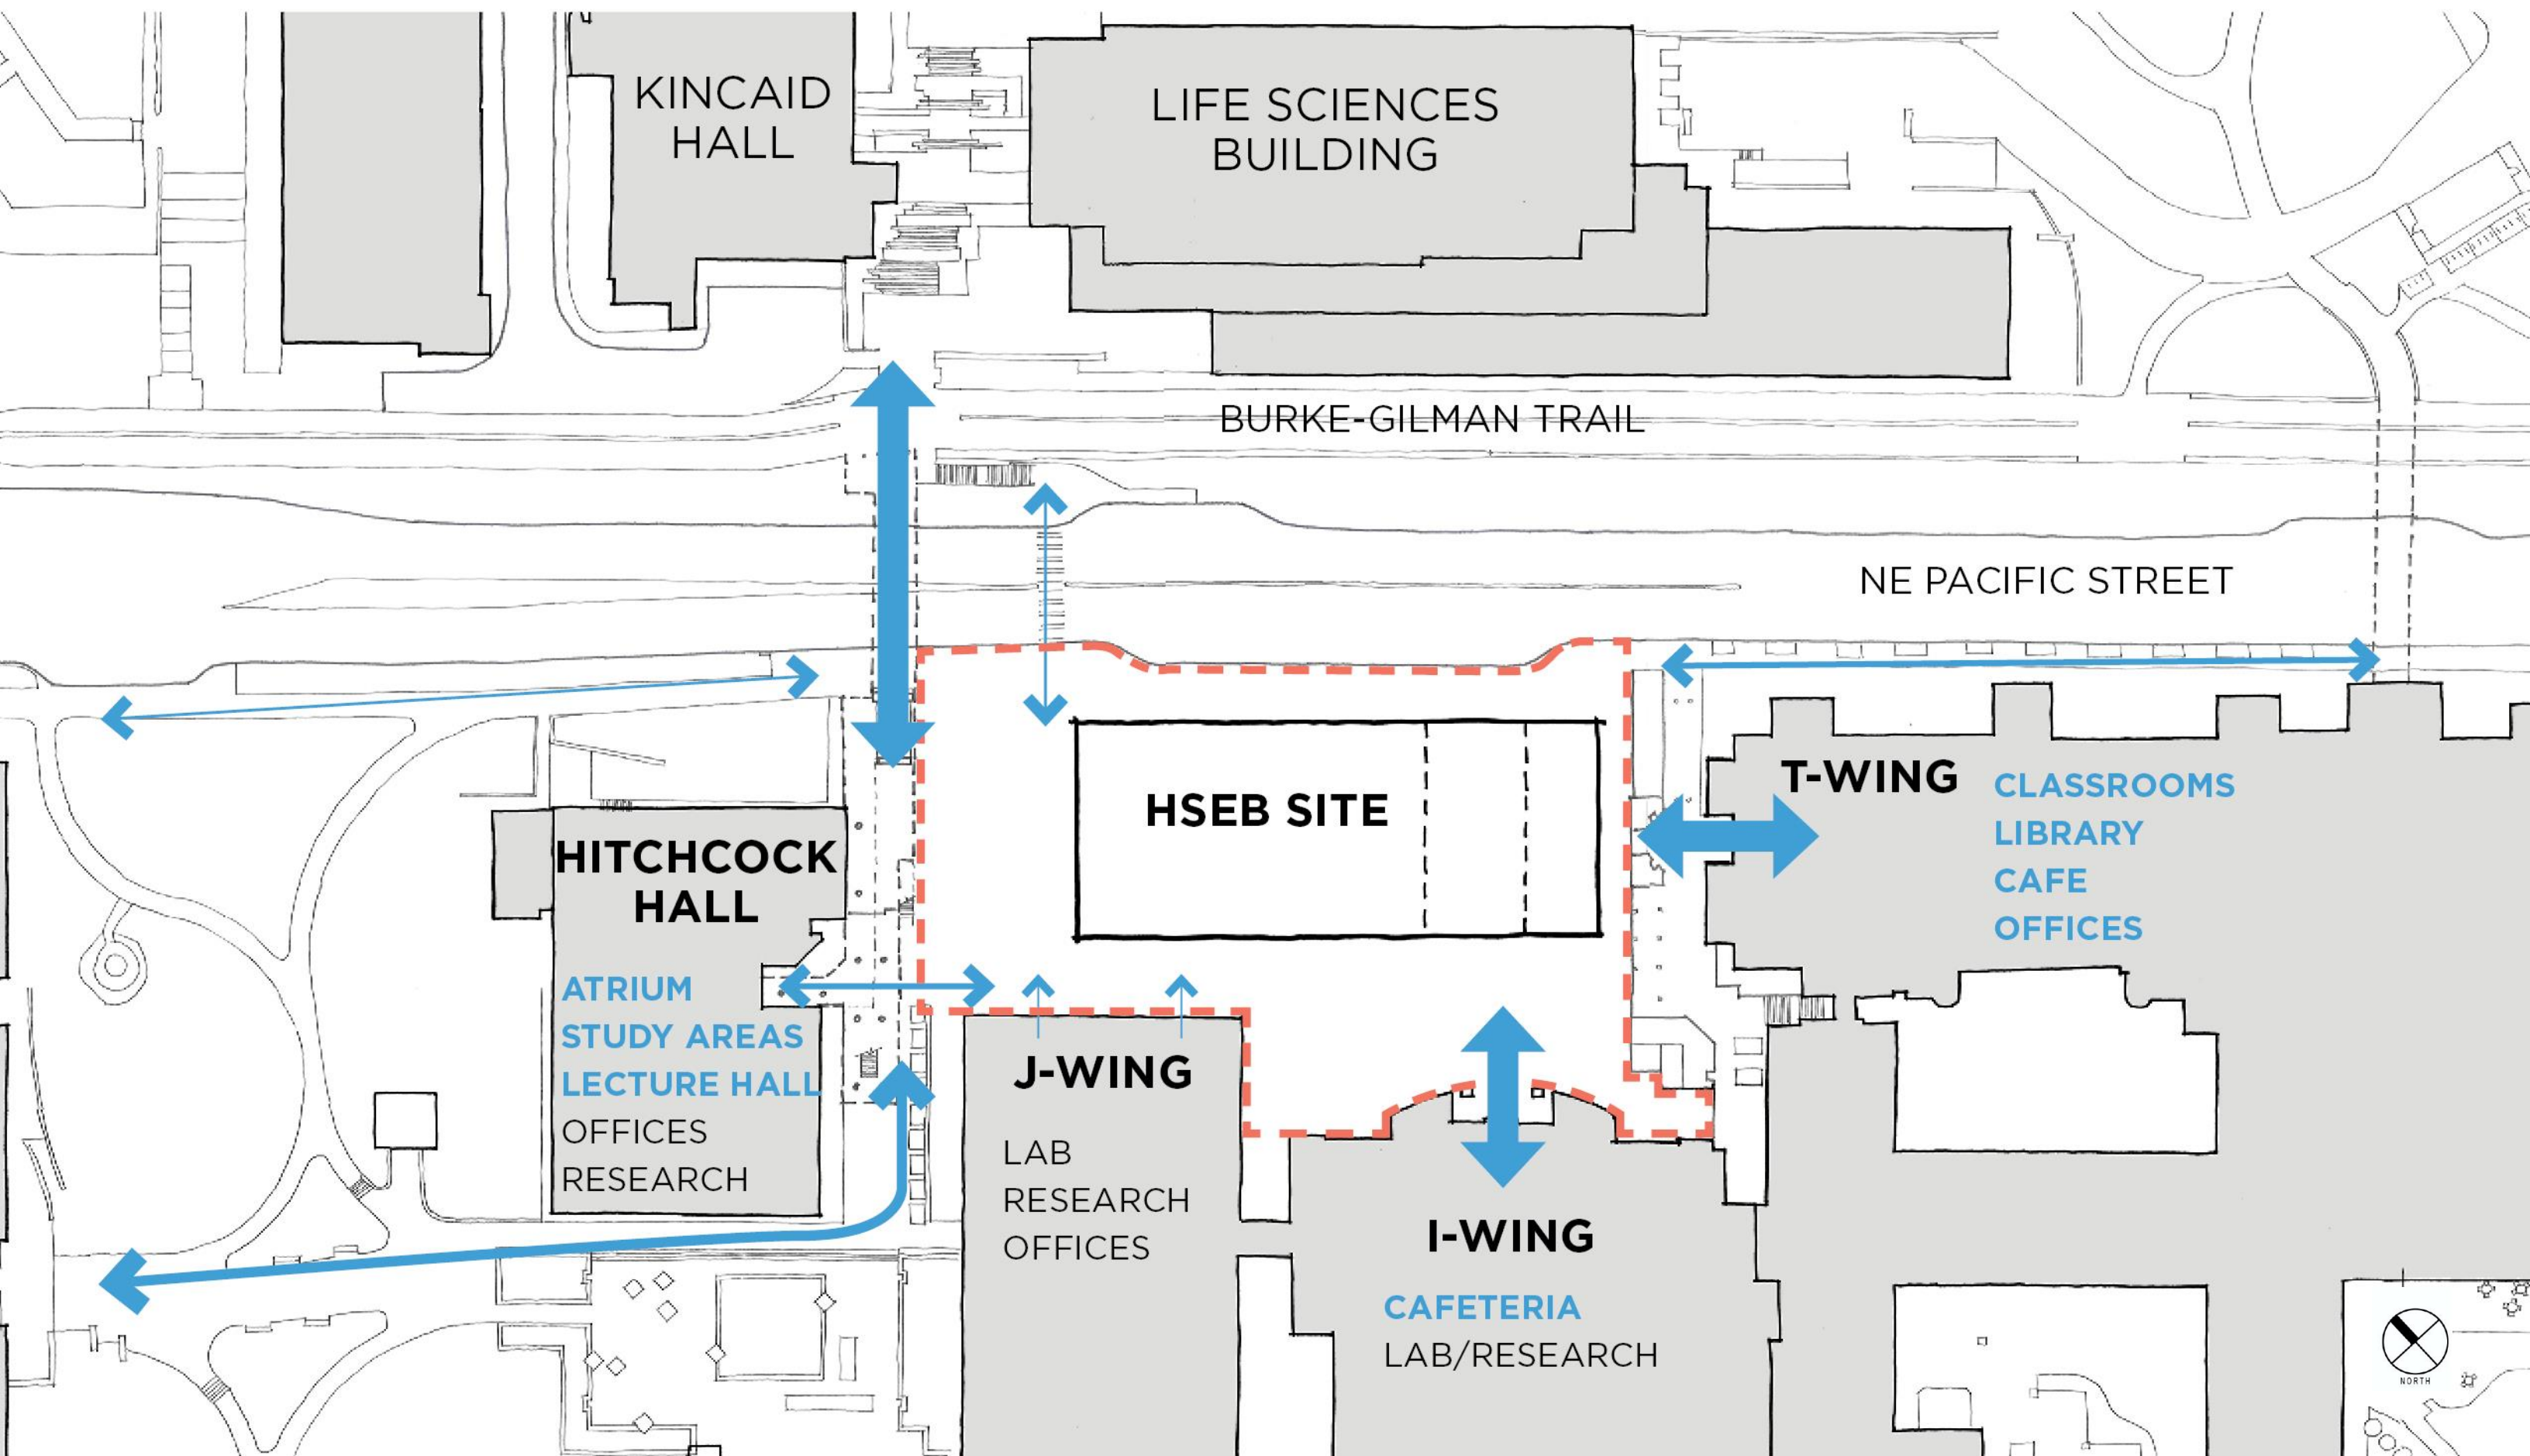 KINCAID
HALL
LIFE SCIENCES
BUILDING
BURKE-GILMAN TRAIL
NE PACIFIC STREET
HSEB SITE
T-WING
CLASSROOMS
LIBRARY
CAFE
OFFICES
HITCHCOCK
HALL
ATRIUM
STUDY AREAS
LECTURE HALL
OFFICES
RESEARCH
J-WING
LAB
RESEARCH
OFFICES
I-WING
CAFETERIA
LAB/RESEARCH
NORTH